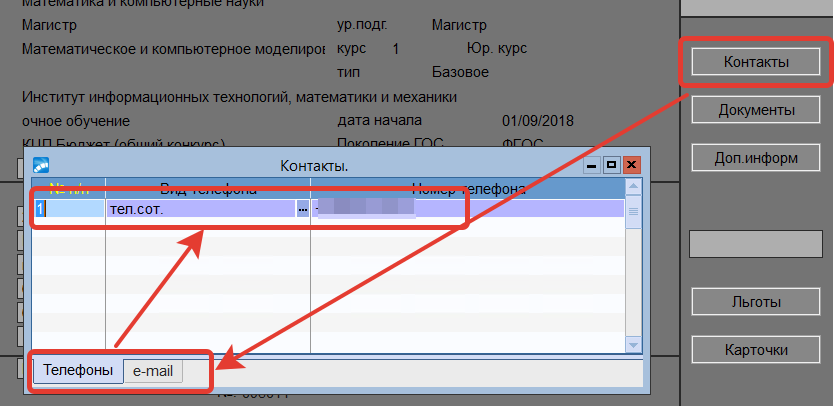 Математика и компьютерные науки
Магистр ур.подг. Магистр
Математическое и компьютерное моделиров курс 1 Юр. курс
тип Базовое
Институт информационных технологий, математики и механики
очное обучение дата начала 01/09/2018
КЦП Бюджет (общий конкурс) Поколение ГОС ФГОС
Контакты
Документы
Доп.информ
Льготы
Карточки
Контакты.
№ п/п Вид телефона Номер телефона
1 тел.сот. ...
Телефоны e-mail